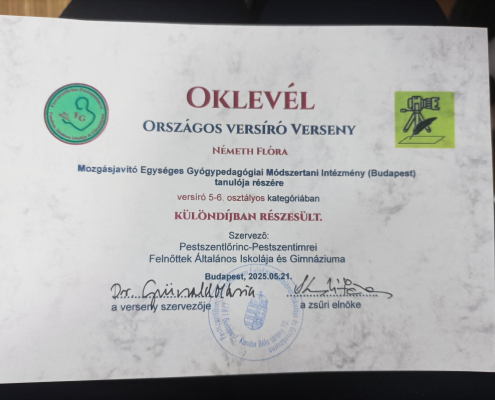 OKLEVÉL
ORSZÁGOS VERSÍRÓ VERSENY
NÉMETH FLÓRA
Mozgásjavító Egységes Gyógypedagógiai Módszertani Intézmény (Budapest)
tanulója részére
versíró 5-6. osztályos kategóriában
KÜLÖNDÍJBAN RÉSZESÜLT.
Szervező:
Pestszentlőrinc-Pestszentimrei
Felnőttek Általános Iskolája és Gimnáziuma
Budapest, 2025.05.21.
Dr.
a verseny szervezője
a zsűri elnöke